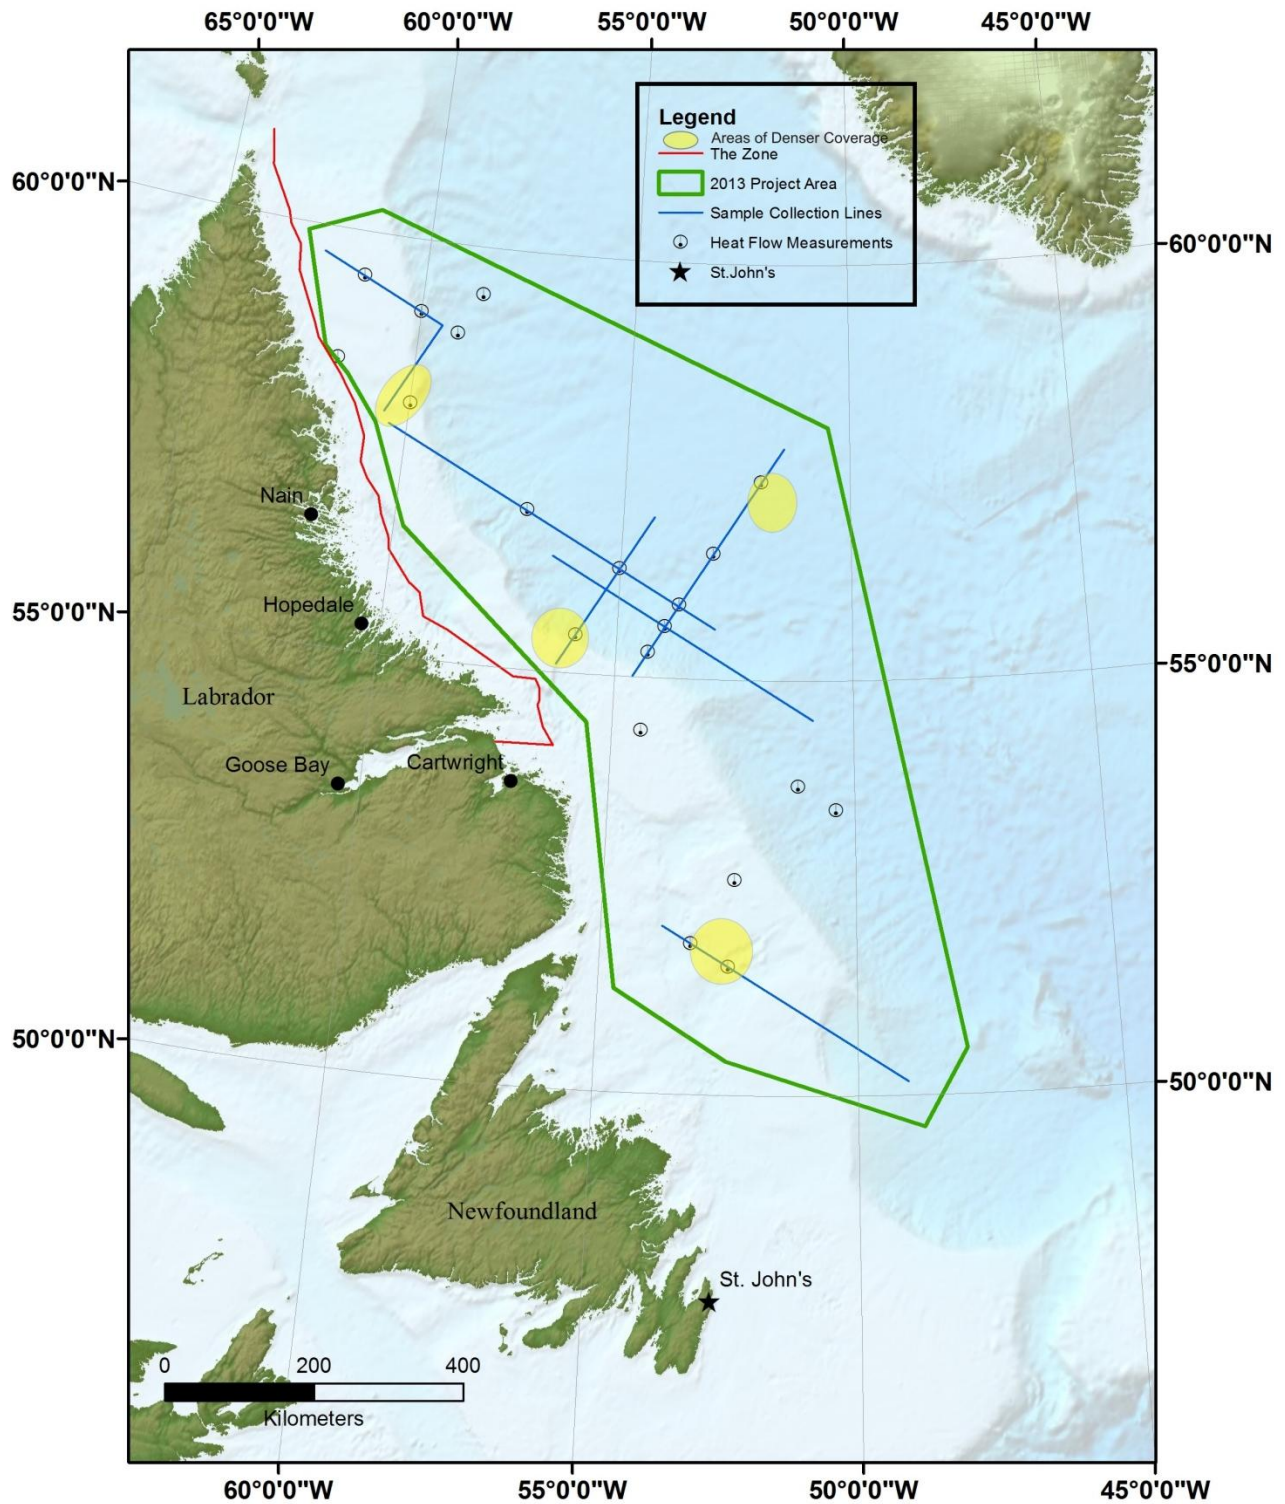 65°0'0"W 60°0'0"W 55°0'0"W 50°0'0"W 45°0'0"W
Legend
Areas of Denser Coverage
The Zone
2013 Project Area
Sample Collection Lines
Heat Flow Measurements
St.John's
60°0'0"N
60°0'0"N
Nain
Hopedale
55°0'0"N
55°0'0"N
Labrador
Goose Bay
Cartwright
50°0'0"N
50°0'0"N
Newfoundland
St. John's
0 200 400
Kilometers
60°0'0"W 55°0'0"W 50°0'0"W 45°0'0"W